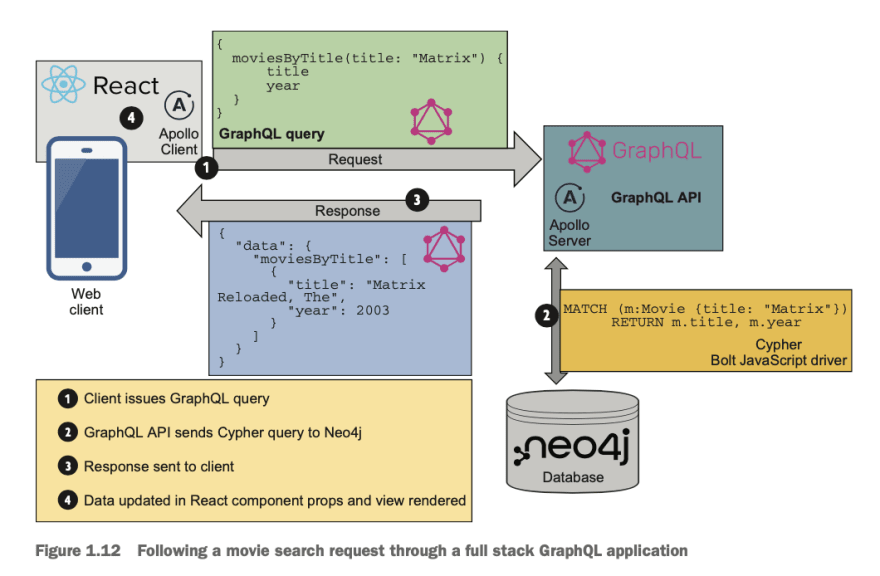 {
  moviesByTitle(title: "Matrix") {
      title
      year
  }
}
GraphQL query
React
4
Apollo
Client
1
Request
GraphQL
GraphQL API
Apollo
Server
3
Response
{
  "data": {
    "moviesByTitle": [
      {
        "title": "Matrix
Reloaded, The",
        "year": 2003
      }
    ]
  }
}
Web
client
2
MATCH (m:Movie {title: "Matrix"})
RETURN m.title, m.year
Cypher
Bolt JavaScript driver
neo4j
Database
1 Client issues GraphQL query
2 GraphQL API sends Cypher query to Neo4j
3 Response sent to client
4 Data updated in React component props and view rendered
Figure 1.12 Following a movie search request through a full stack GraphQL application